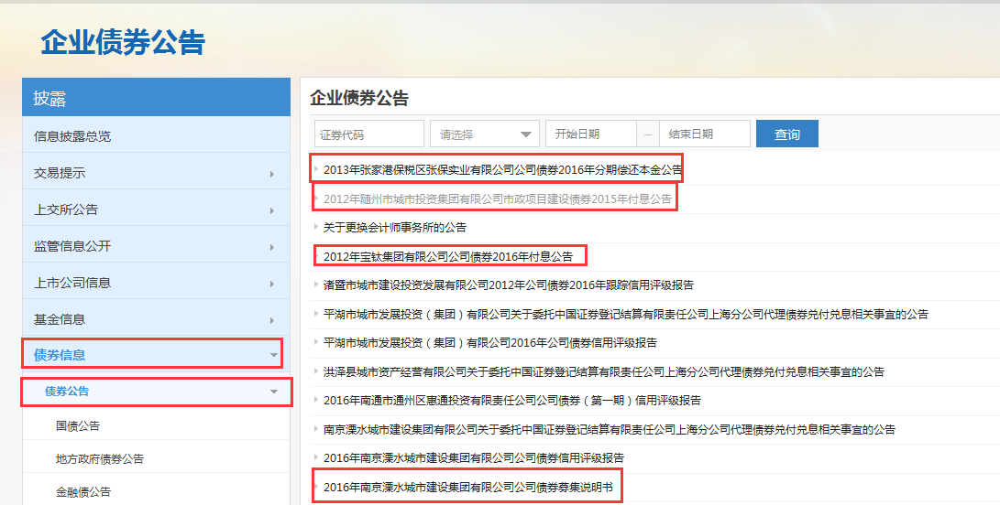 企业债券公告
披露
信息披露总览
交易提示
上交所公告
监管信息公开
上市公司信息
基金信息
债券信息
债券公告
国债公告
地方政府债券公告
金融债公告
企业债券公告
证券代码 请选择 开始日期 – 结束日期 查询
2013年张家港保税区张保实业有限公司公司债券2016年分期偿还本金公告
2012年随州市城市投资集团有限公司市政项目建设债券2015年付息公告
关于更换会计师事务所的公告
2012年宝钛集团有限公司公司债券2016年付息公告
诸暨市城市建设投资发展有限公司2012年公司债券2016年跟踪信用评级报告
平湖市城市发展投资（集团）有限公司关于委托中国证券登记结算有限责任公司上海分公司代理债券兑付兑息相关事宜的公告
平湖市城市发展投资（集团）有限公司2016年公司债券信用评级报告
洪泽县城市资产经营有限公司关于委托中国证券登记结算有限责任公司上海分公司代理债券兑付兑息相关事宜的公告
2016年南通市通州区惠通投资有限责任公司公司债券（第一期）信用评级报告
南京溧水城市建设集团有限公司关于委托中国证券登记结算有限责任公司上海分公司代理债券兑付兑息相关事宜的公告
2016年南京溧水城市建设集团有限公司公司债券信用评级报告
2016年南京溧水城市建设集团有限公司公司债券募集说明书